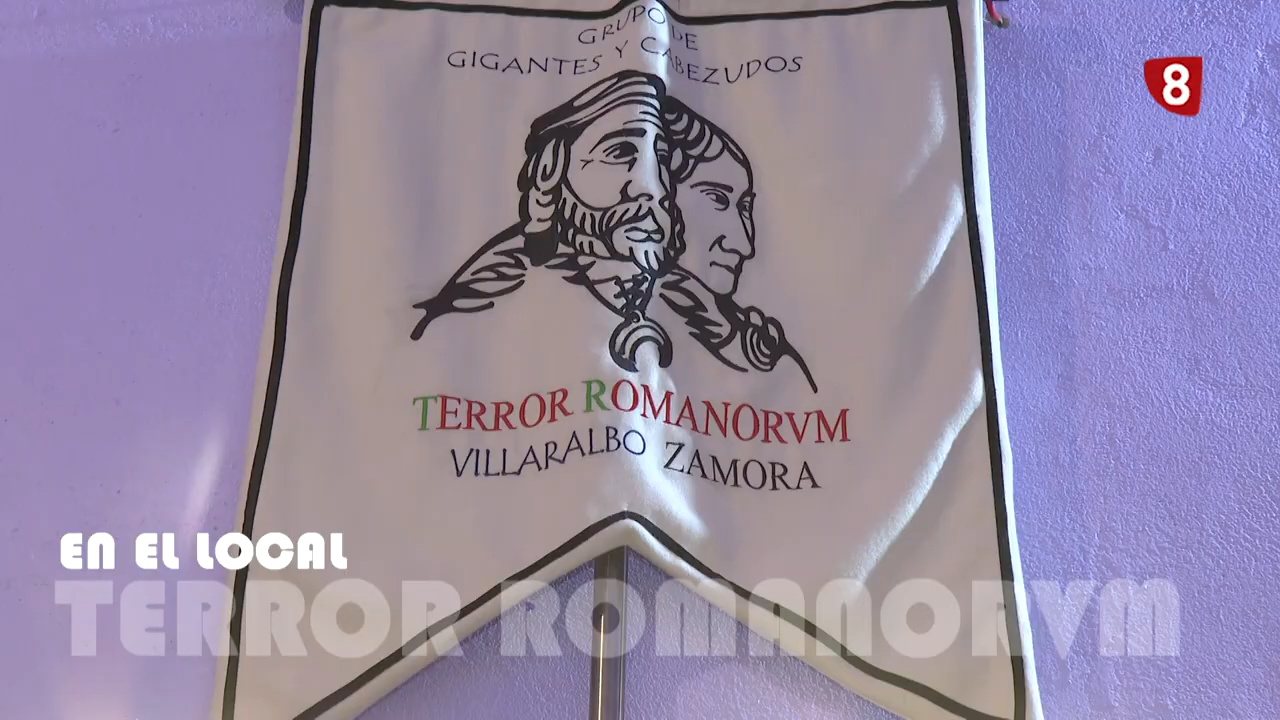 GRUPO DE
GIGANTES Y CABEZUDOS
8
TERROR ROMANORVM
VILLARALBO ZAMORA
EN EL LOCAL
TERROR ROMANORVM